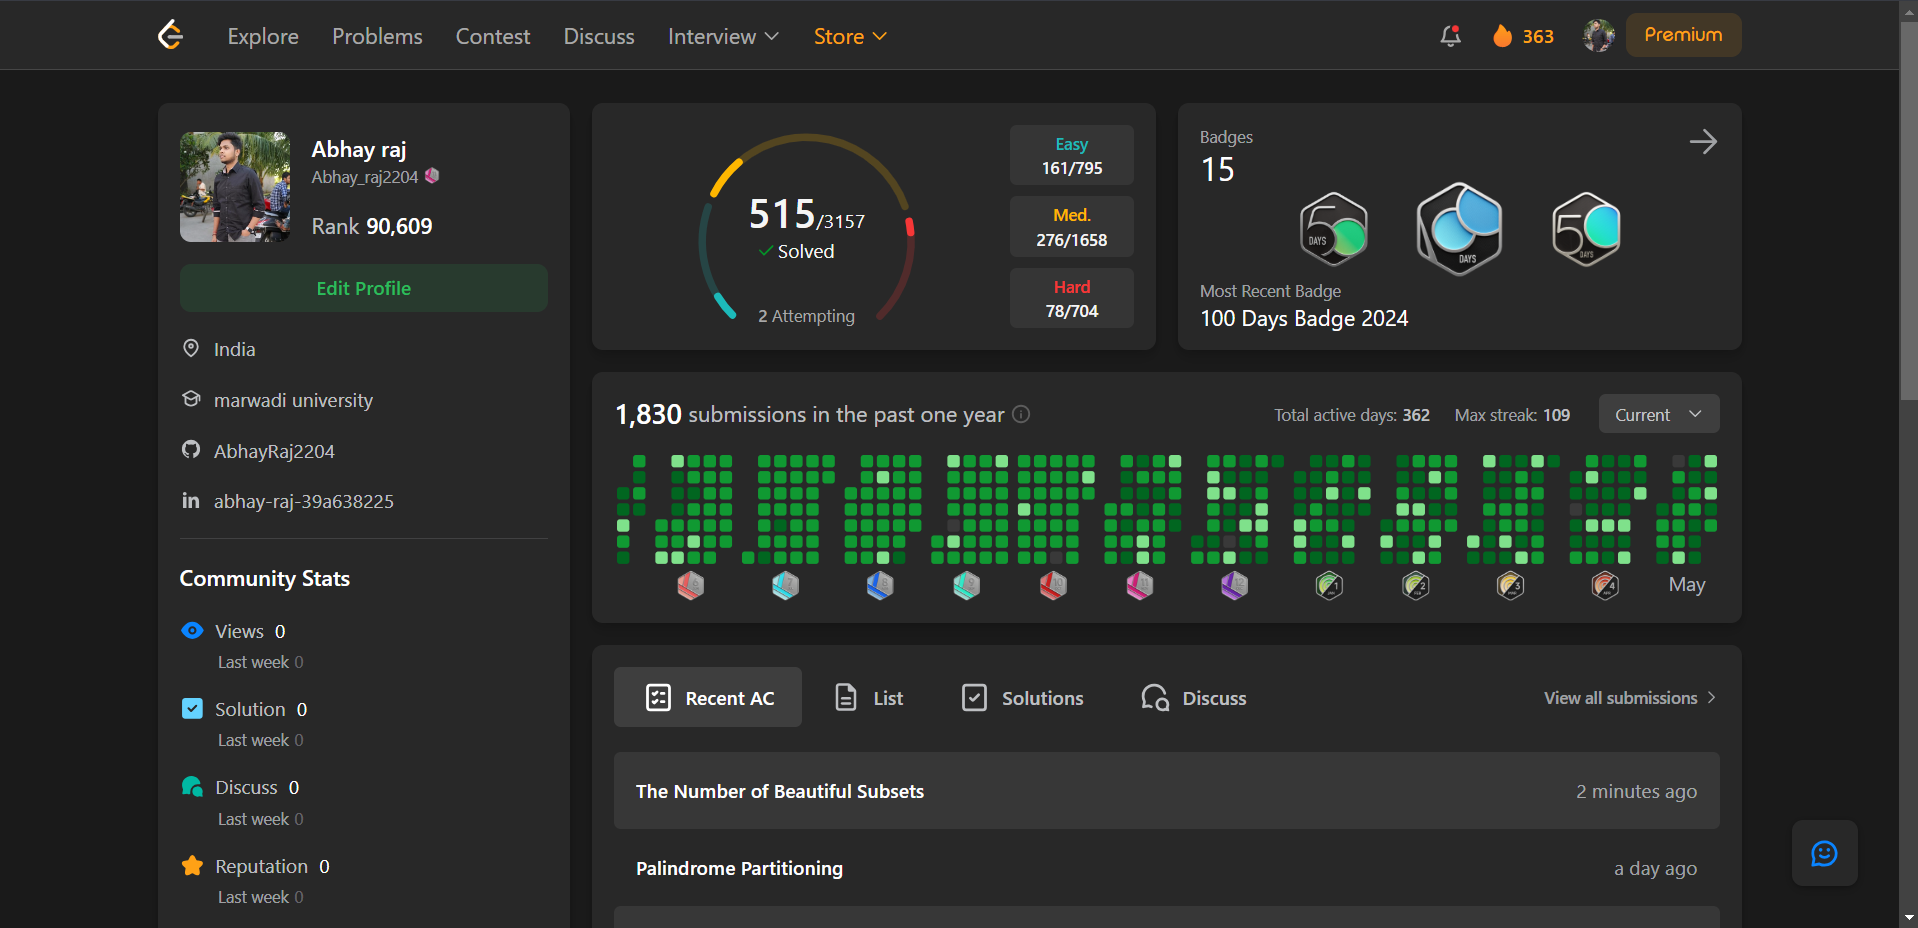 Explore Problems Contest Discuss Interview Store 363 Premium
Abhay raj
Abhay_raj2204
Rank 90,609
Edit Profile
India
marwadi university
AbhayRaj2204
abhay-raj-39a638225
Community Stats
Views 0
Last week 0
Solution 0
Last week 0
Discuss 0
Last week 0
Reputation 0
Last week 0
515/3157
Solved
2 Attempting
Easy
161/795
Med.
276/1658
Hard
78/704
Badges
15
DAYS
DAYS
50
DAYS
Most Recent Badge
100 Days Badge 2024
1,830 submissions in the past one year
Total active days: 362 Max streak: 109 Current
May
Recent AC List Solutions Discuss View all submissions
The Number of Beautiful Subsets 2 minutes ago
Palindrome Partitioning a day ago